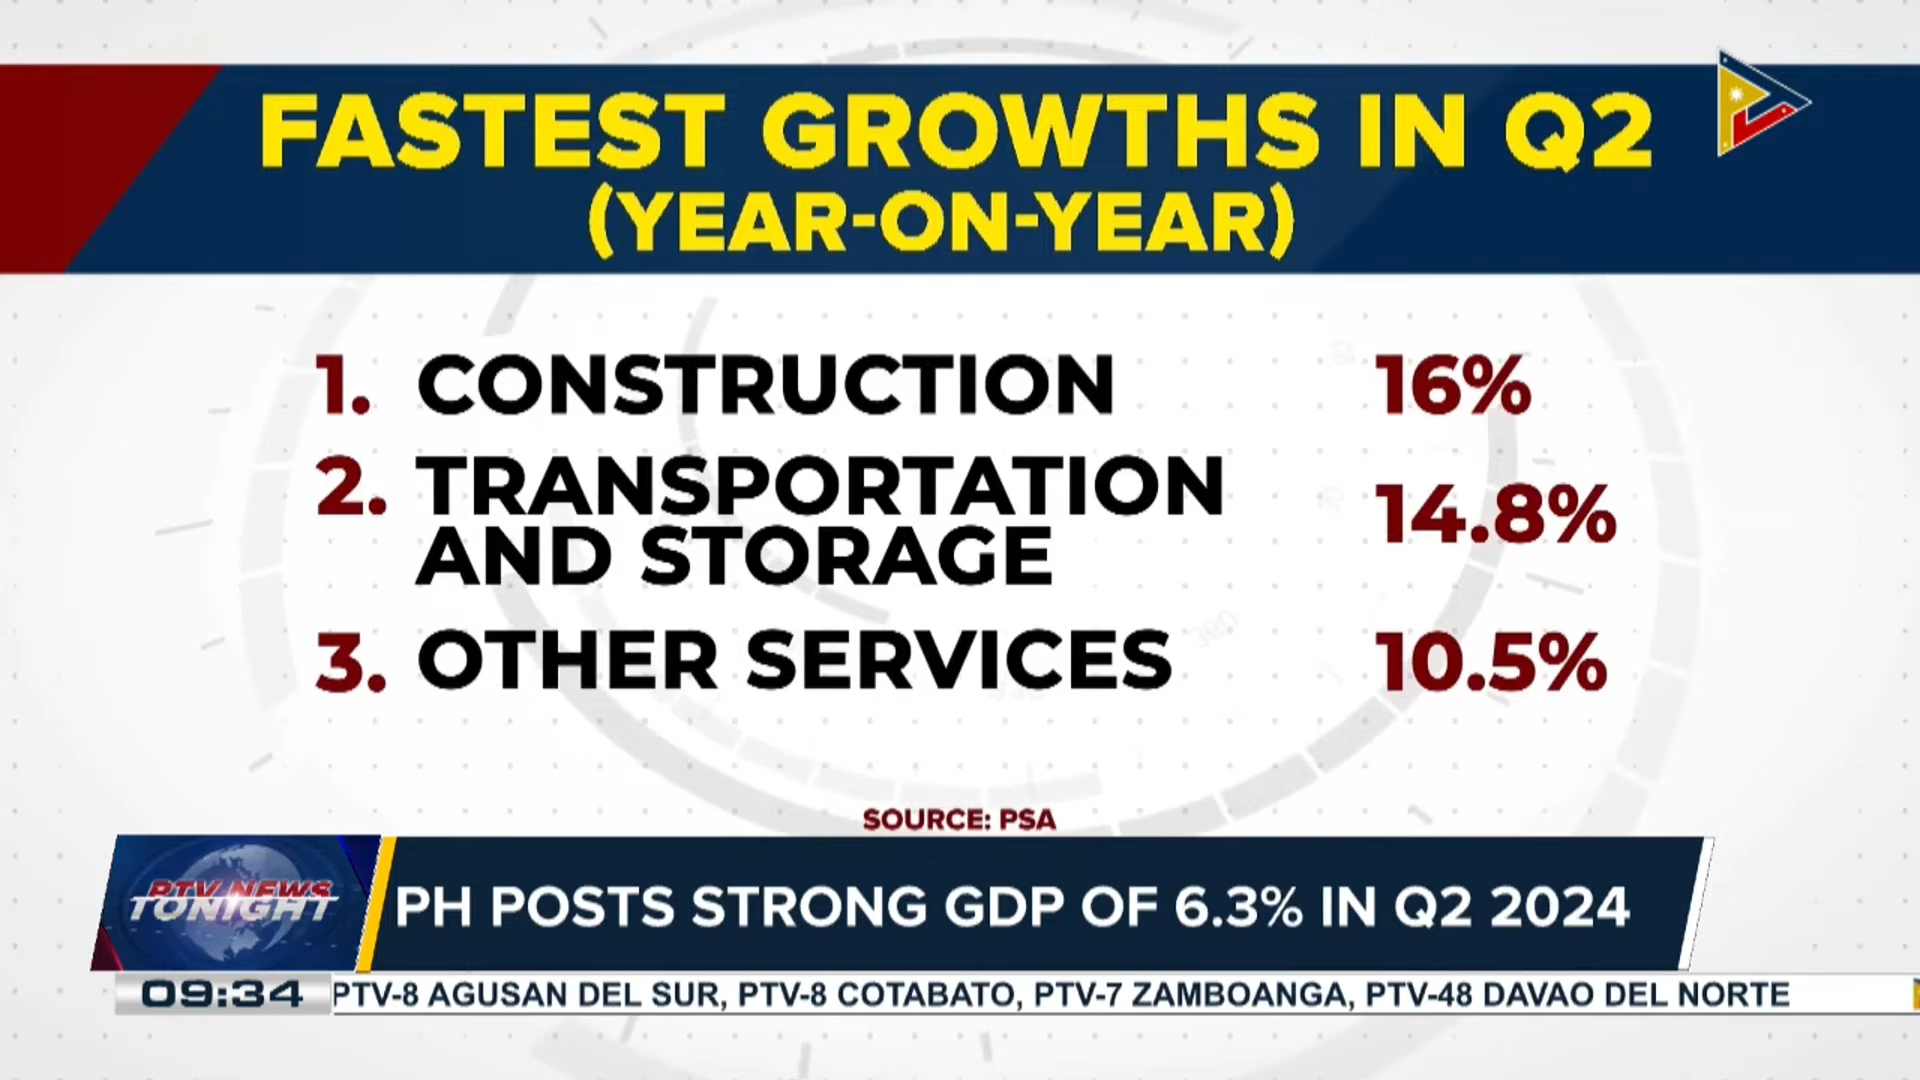 FASTEST GROWTHS IN Q2
(YEAR-ON-YEAR)
1. CONSTRUCTION 16%
2. TRANSPORTATION AND STORAGE 14.8%
3. OTHER SERVICES 10.5%
SOURCE: PSA
PTV NEWS
TONIGHT
PH POSTS STRONG GDP OF 6.3% IN Q2 2024
09:34 PTV-8 AGUSAN DEL SUR, PTV-8 COTABATO, PTV-7 ZAMBOANGA, PTV-48 DAVAO DEL NORTE